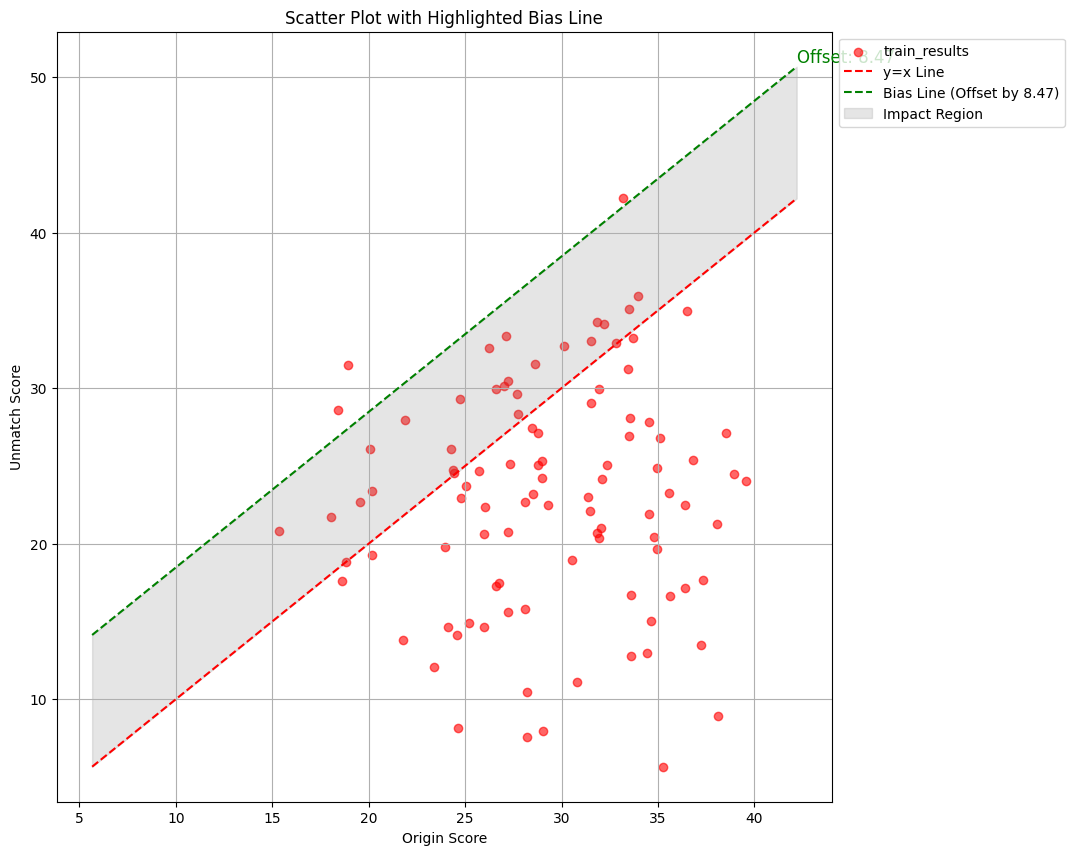 Scatter Plot with Highlighted Bias Line
Offset: 8.47
train_results
y=x Line
Bias Line (Offset by 8.47)
Impact Region
Unmatch Score
50
40
30
20
10
5
10
15
20
25
30
35
40
Origin Score